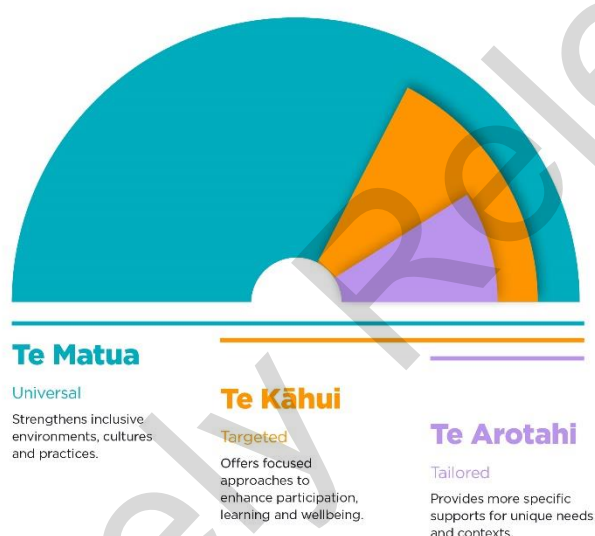 Te Matua
Universal
Strengthens inclusive
environments, cultures
and practices.
Te Kāhui
Targeted
Offers focused
approaches to
enhance participation,
learning and wellbeing.
Te Arotahi
Tailored
Provides more specific
supports for unique needs
and contexts.